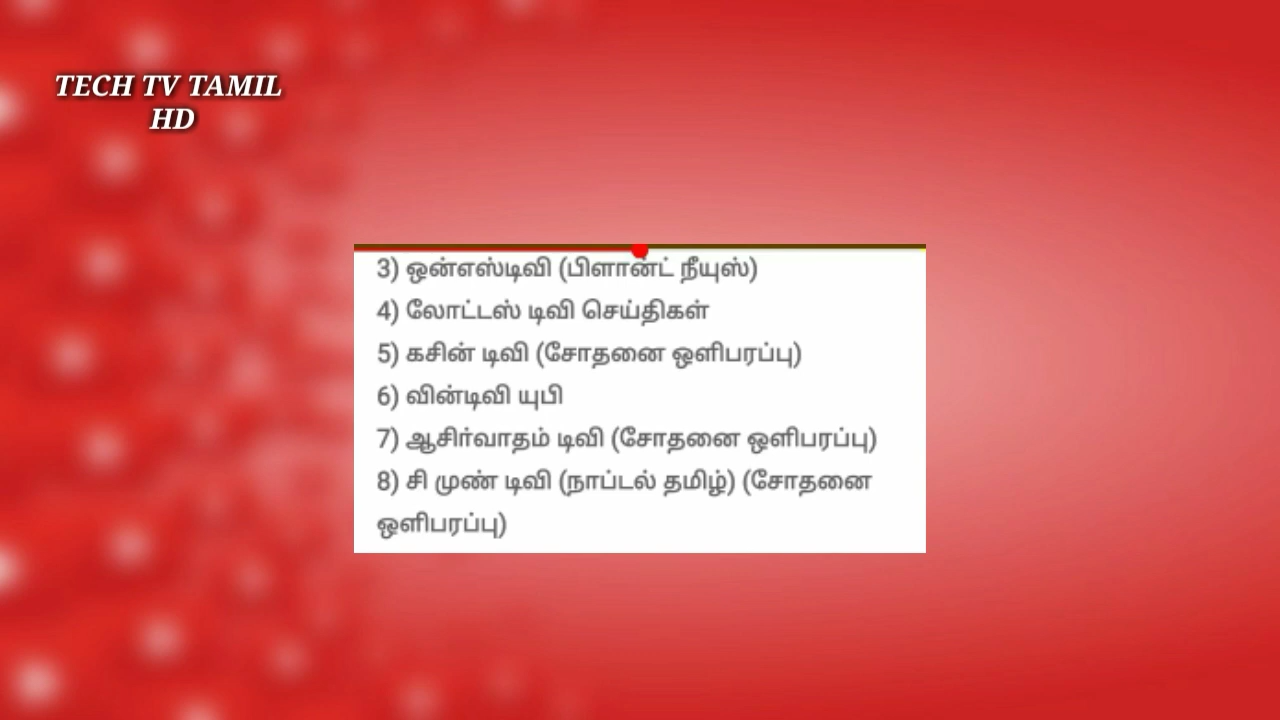 TECH TV TAMIL
HD
3) ஒன்எஸ்டிவி (பிளான்ட் நீயுஸ்)
4) லோட்டஸ் டிவி செய்திகள்
5) கசின் டிவி (சோதனை ஒளிபரப்பு)
6) வின்டிவி யுபி
7) ஆசிர்வாதம் டிவி (சோதனை ஒளிபரப்பு)
8) சி முண் டிவி (நாப்டல் தமிழ்) (சோதனை
ஒளிபரப்பு)